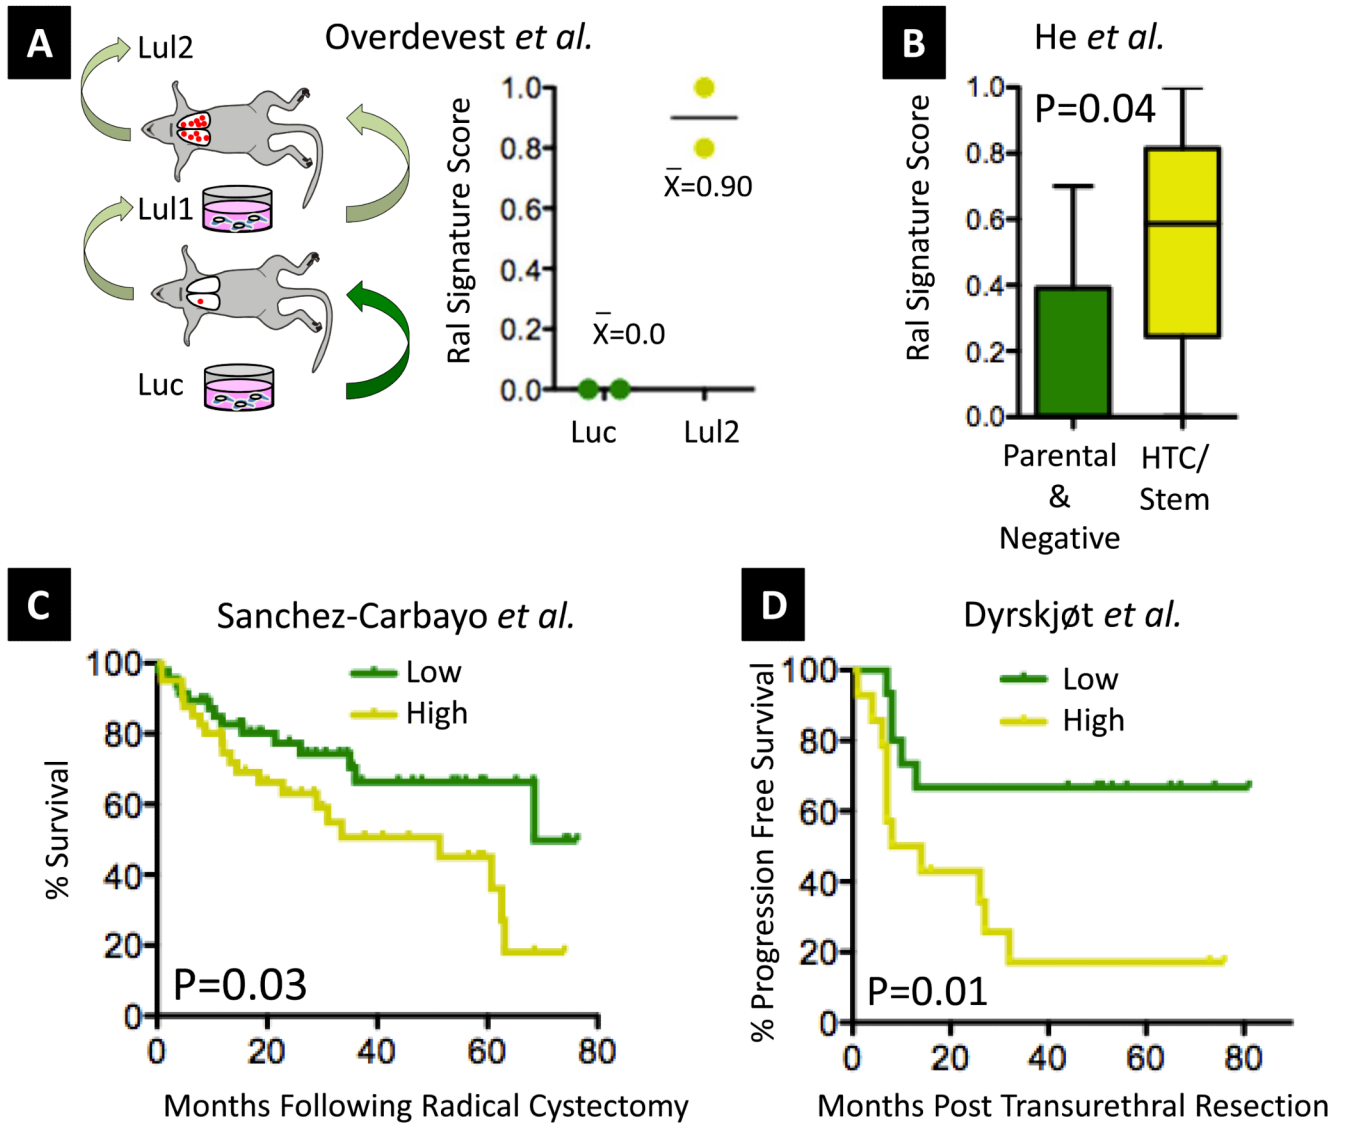 A
Lul2
Lul1
Luc
Overdevest et al.
Ral Signature Score
1.0
0.8
0.6
0.4
0.2
0.0
X̄=0.90
X̄=0.0
Luc
Lul2
B
He et al.
P=0.04
Ral Signature Score
1.0
0.8
0.6
0.4
0.2
0.0
Parental
&
Negative
HTC/
Stem
C
Sanchez-Carbayo et al.
% Survival
100
80
60
40
20
0
Low
High
P=0.03
0 20 40 60 80
Months Following Radical Cystectomy
D
Dyrskjøt et al.
% Progression Free Survival
100
80
60
40
20
0
Low
High
P=0.01
0 20 40 60 80
Months Post Transurethral Resection